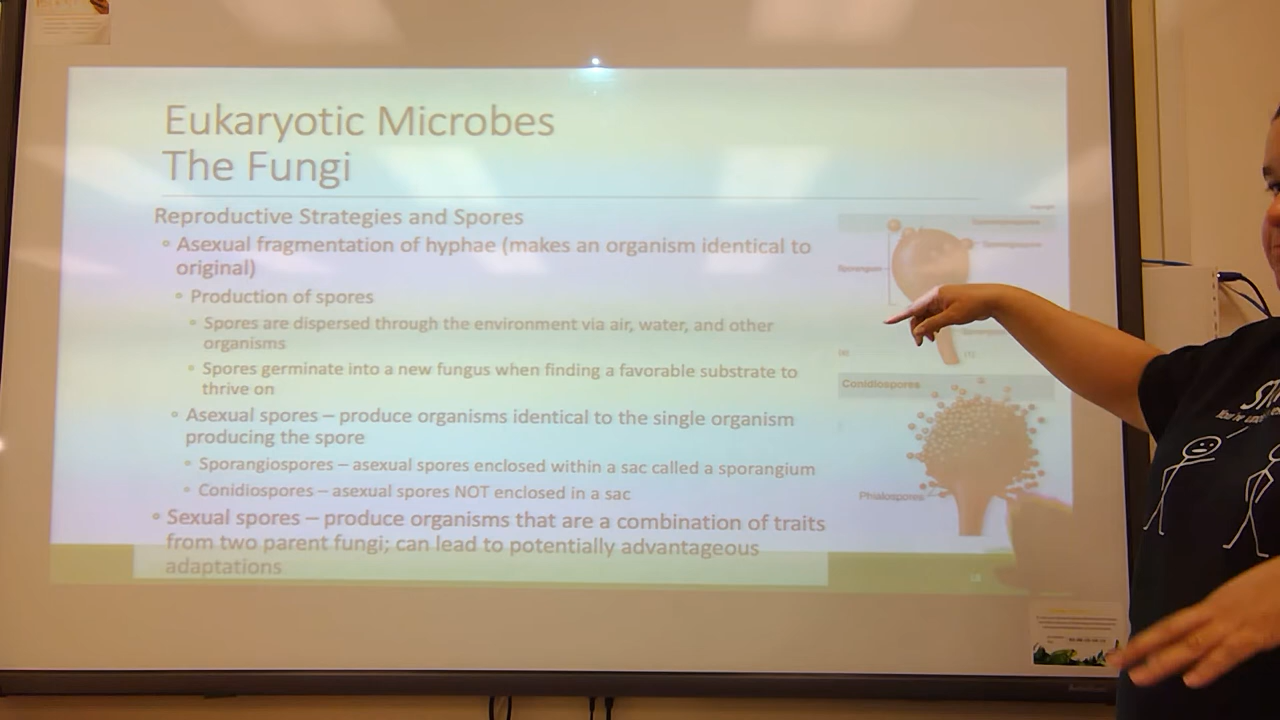 Eukaryotic Microbes
The Fungi
Reproductive Strategies and Spores
Asexual fragmentation of hyphae (makes an organism identical to
original)
Production of spores
Spores are dispersed through the environment via air, water, and other
organisms
Spores germinate into a new fungus when finding a favorable substrate to
thrive on
Asexual spores – produce organisms identical to the single organism
producing the spore
Sporangiospores – asexual spores enclosed within a sac called a sporangium
Conidiospores – asexual spores NOT enclosed in a sac
Sexual spores – produce organisms that are a combination of traits
from two parent fungi; can lead to potentially advantageous
adaptations
Sporangium
(1)
Conidiospores
Phialospores